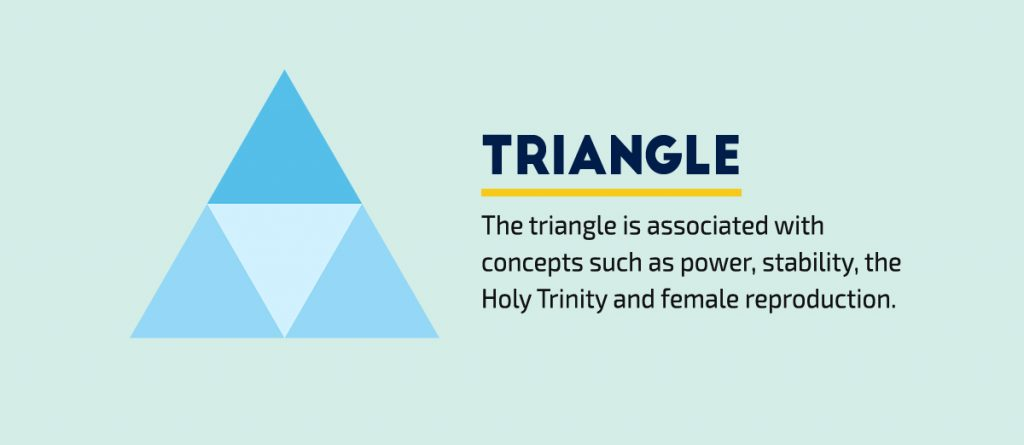 TRIANGLE
The triangle is associated with
concepts such as power, stability, the
Holy Trinity and female reproduction.